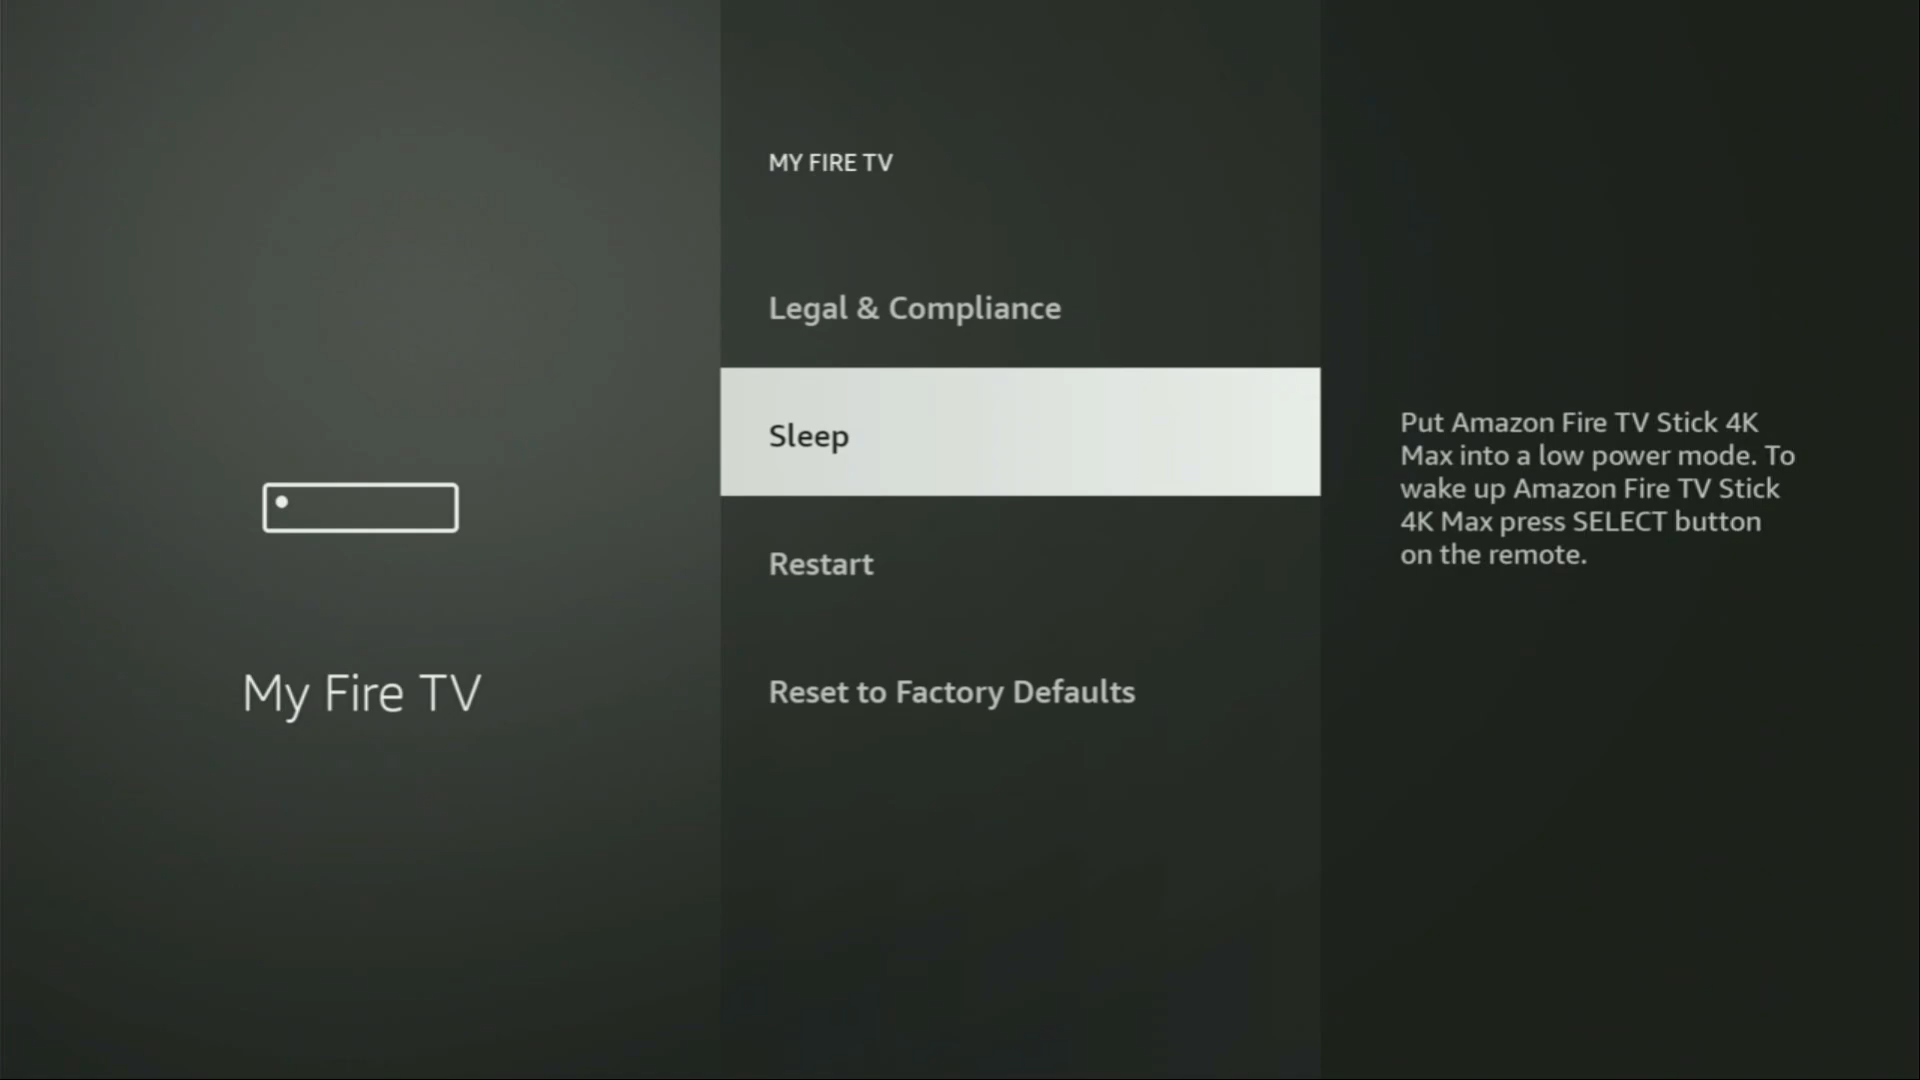 MY FIRE TV
Legal & Compliance
Sleep
Restart
Reset to Factory Defaults
My Fire TV
Put Amazon Fire TV Stick 4K
Max into a low power mode. To
wake up Amazon Fire TV Stick
4K Max press SELECT button
on the remote.